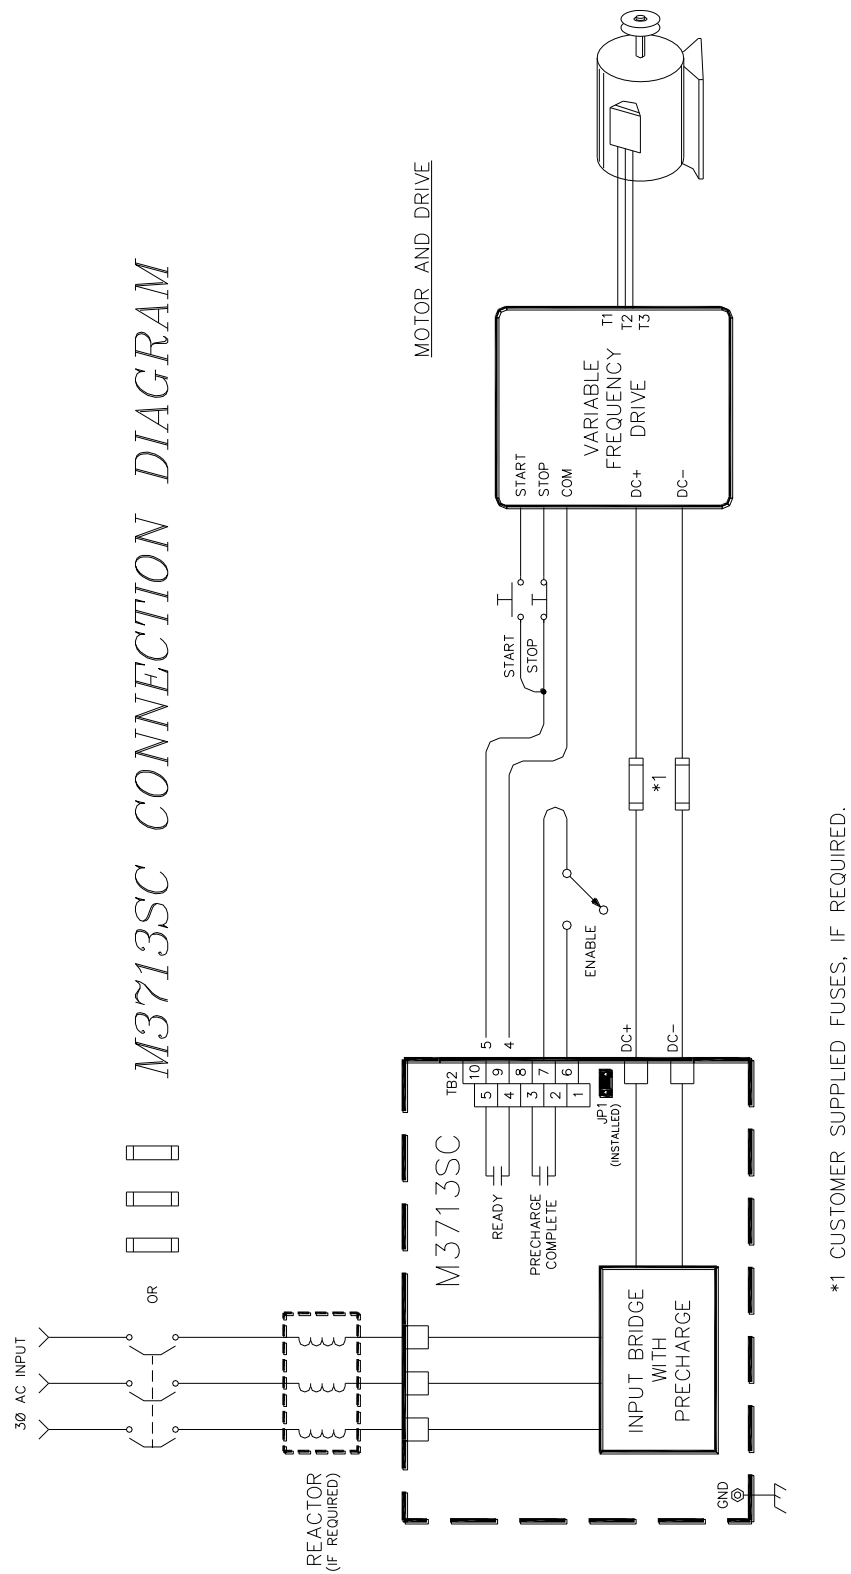 M3713SC CONNECTION DIAGRAM
3Ø AC INPUT
OR
REACTOR
(IF REQUIRED)
M3713SC
READY
PRECHARGE
COMPLETE
TB2
10
9
8
7
6
5
4
3
2
1
JP1
(INSTALLED)
5
4
DC+
DC-
INPUT BRIDGE
WITH
PRECHARGE
GND
ENABLE
START
STOP
*1
MOTOR AND DRIVE
START
STOP
COM
DC+
DC-
VARIABLE
FREQUENCY
DRIVE
T1
T2
T3
*1 CUSTOMER SUPPLIED FUSES, IF REQUIRED.